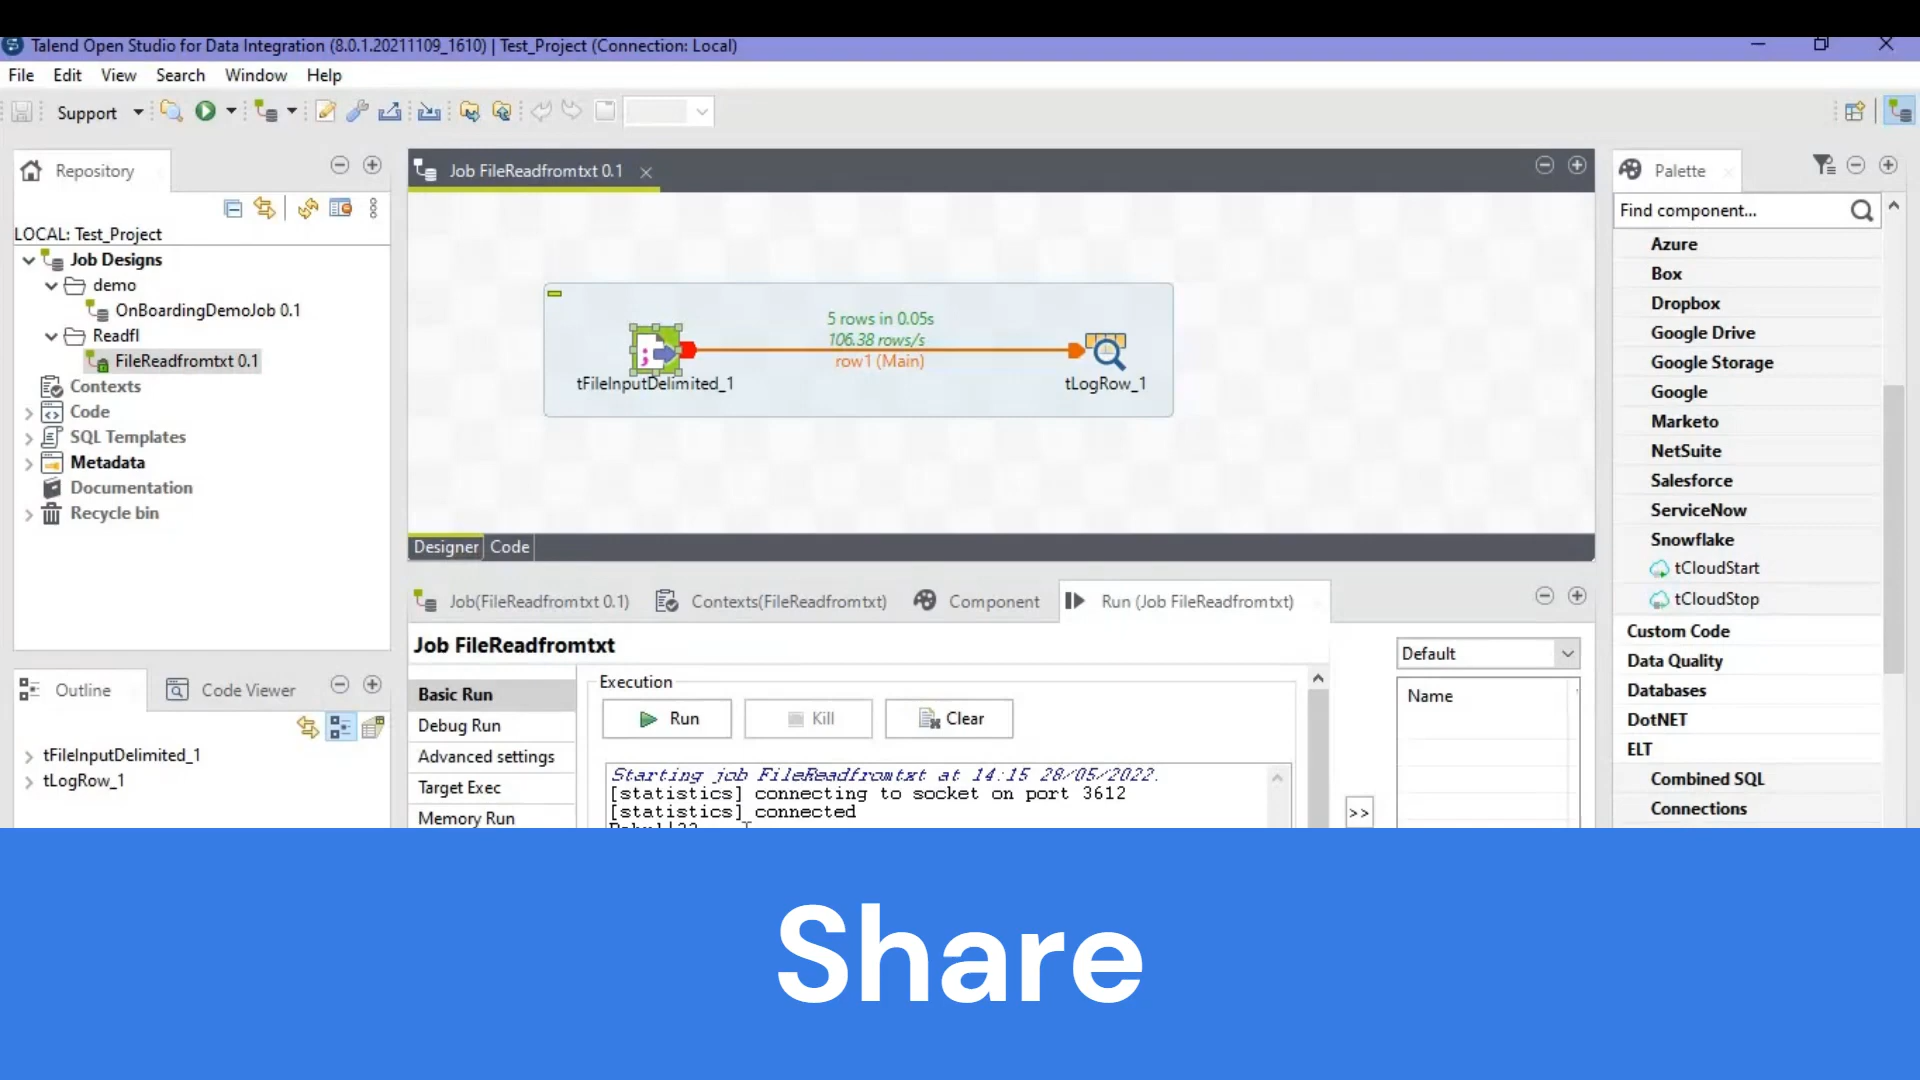 Talend Open Studio for Data Integration (8.0.1.20211109_1610) | Test_Project (Connection: Local)
File Edit View Search Window Help
Support
Repository
LOCAL: Test_Project
Job Designs
demo
OnBoardingDemoJob 0.1
Readfl
FileReadfromtxt 0.1
Contexts
Code
SQL Templates
Metadata
Documentation
Recycle bin
Outline
Code Viewer
tFileInputDelimited_1
tLogRow_1
Job FileReadfromtxt 0.1
5 rows in 0.05s
106.38 rows/s
row1 (Main)
tFileInputDelimited_1
tLogRow_1
Designer Code
Job(FileReadfromtxt 0.1)
Contexts(FileReadfromtxt)
Component
Run (Job FileReadfromtxt)
Job FileReadfromtxt
Basic Run
Debug Run
Advanced settings
Target Exec
Memory Run
Execution
Run
Kill
Clear
Starting job FileReadfromtxt at 14:15 28/05/2022.
[statistics] connecting to socket on port 3612
[statistics] connected
>>
Default
Name
Palette
Find component...
Azure
Box
Dropbox
Google Drive
Google Storage
Google
Marketo
NetSuite
Salesforce
ServiceNow
Snowflake
tCloudStart
tCloudStop
Custom Code
Data Quality
Databases
DotNET
ELT
Combined SQL
Connections
Share